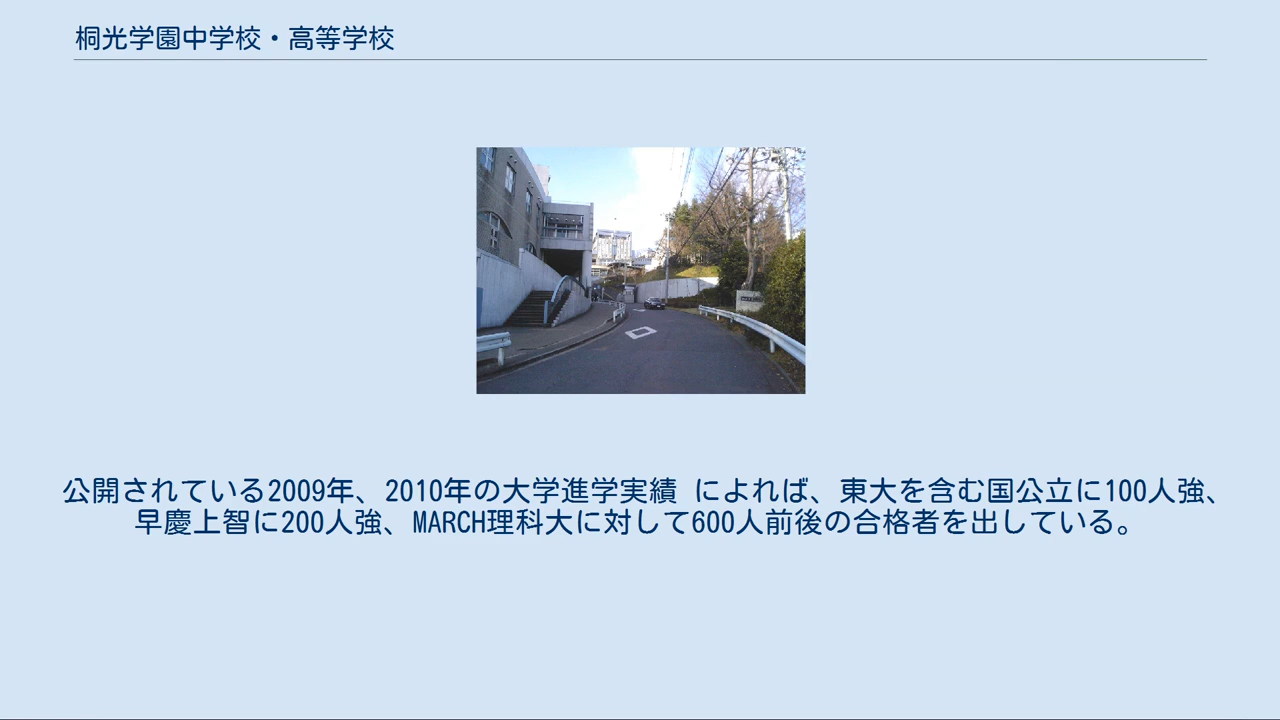 桐光学園中学校・高等学校
公開されている2009年、2010年の大学進学実績 によれば、東大を含む国公立に100人強、
早慶上智に200人強、MARCH理科大に対して600人前後の合格者を出している。